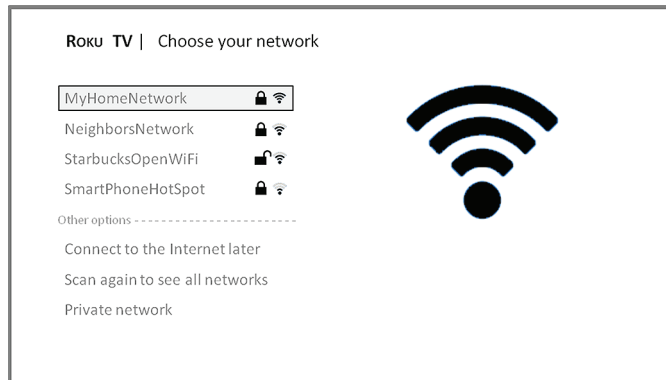 ROKU TV | Choose your network
MyHomeNetwork
NeighborsNetwork
StarbucksOpenWiFi
SmartPhoneHotSpot
Other options
Connect to the Internet later
Scan again to see all networks
Private network